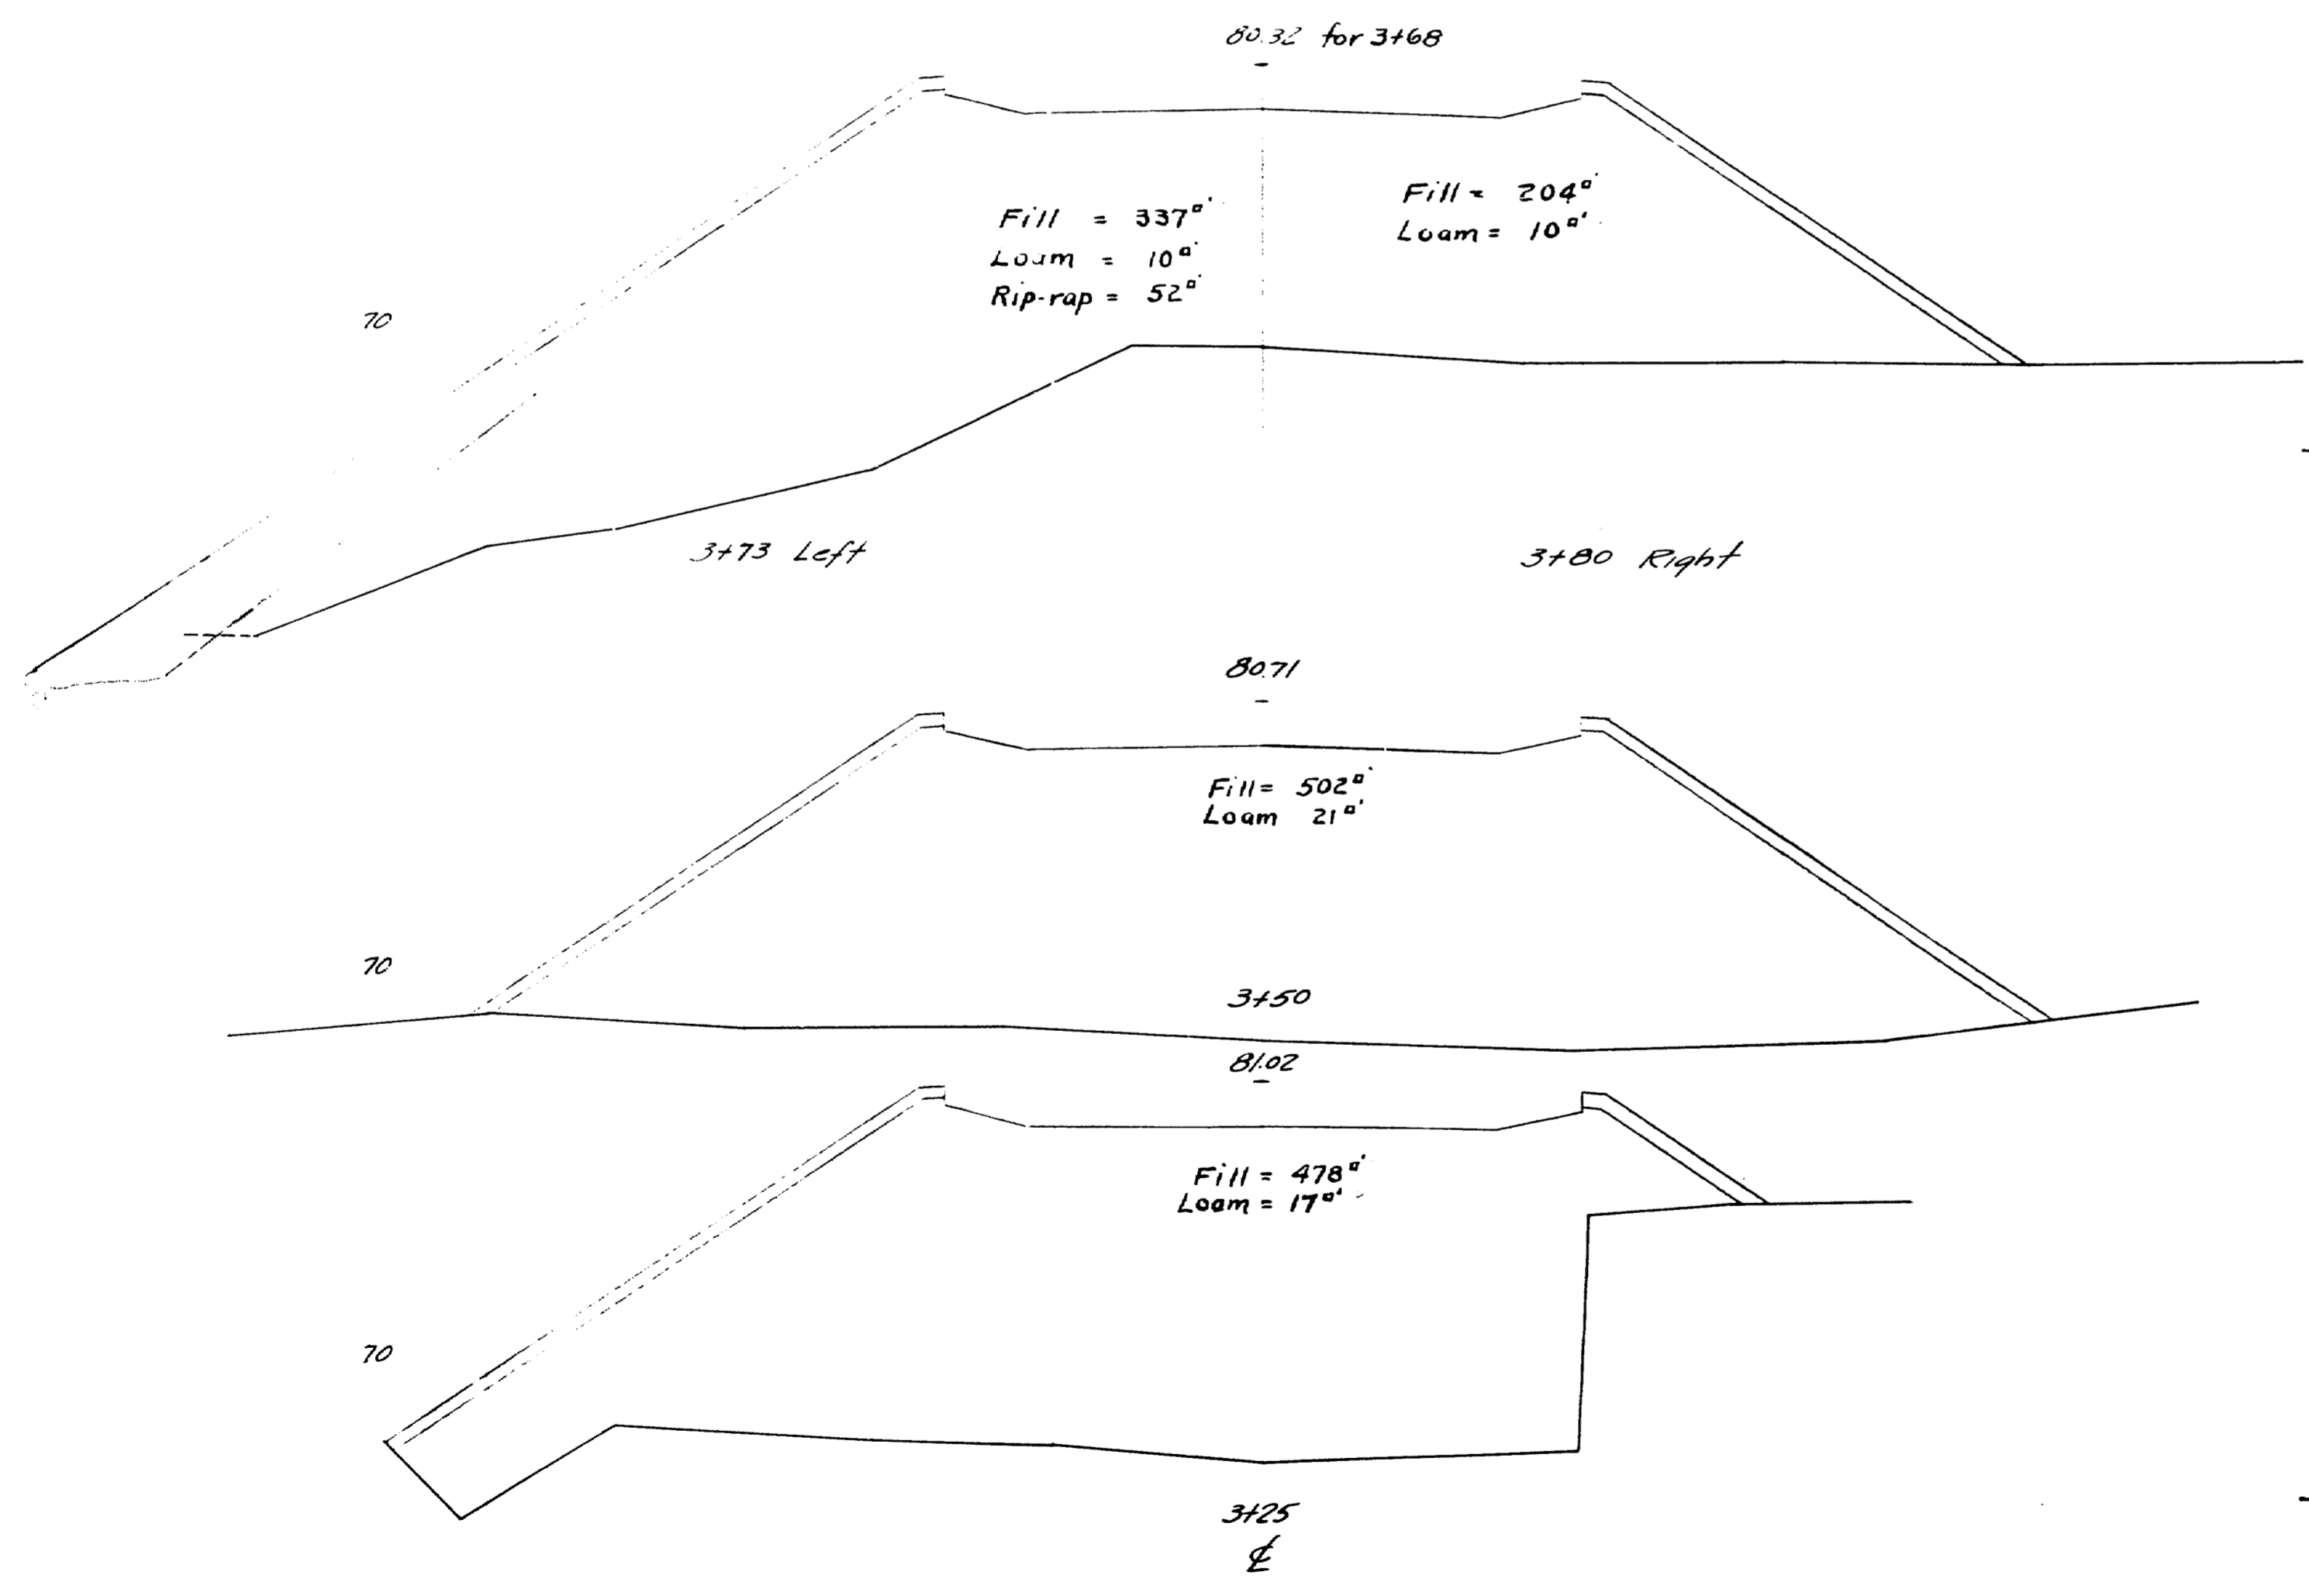 80.32 for 3+68
Fill = 337□'
Loam = 10□'
Rip-rap = 52□'
Fill = 204□'
Loam = 10□'
70
3+73 Left
3+80 Right
80.71
Fill = 502□'
Loam 21□'
70
3+50
81.02
Fill = 478□'
Loam = 17□'
70
3+25
℄